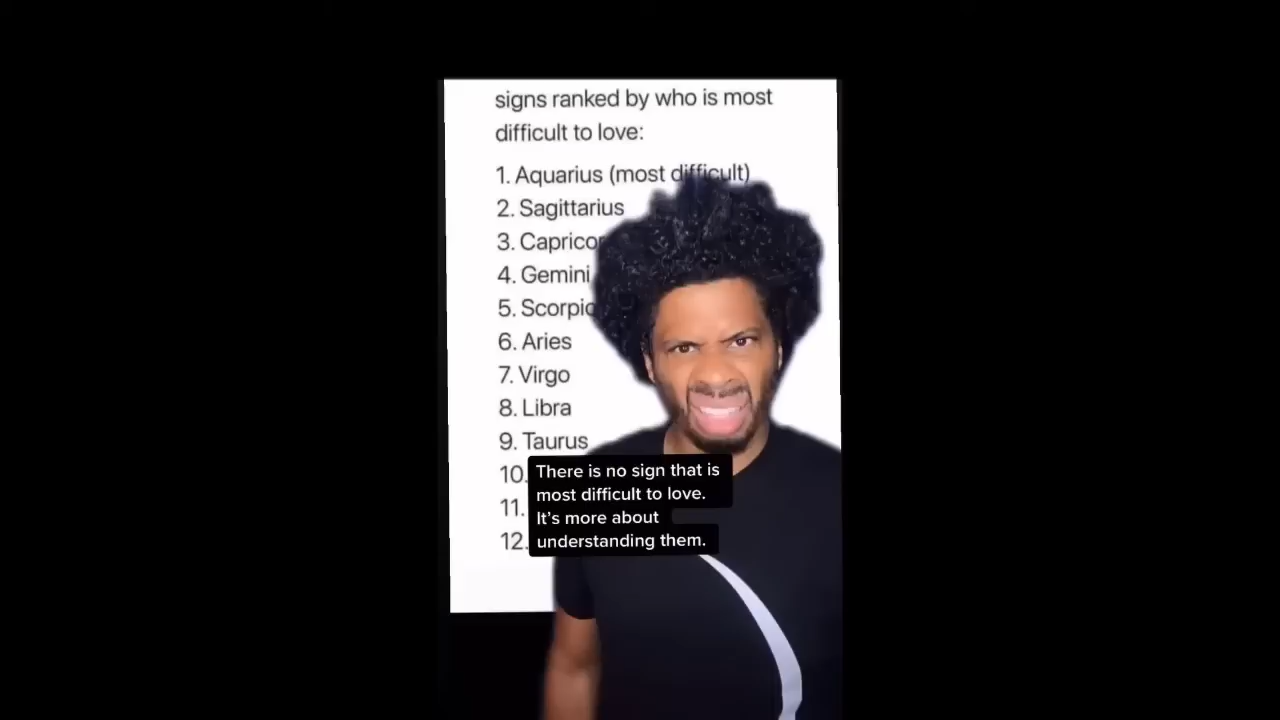 signs ranked by who is most
difficult to love:
1. Aquarius (most difficult)
2. Sagittarius
3.
4. Gemini
5.
6. Aries
7. Virgo
8. Libra
9. Taurus
10.
11.
12.
There is no sign that is
most difficult to love.
It's more about
understanding them.